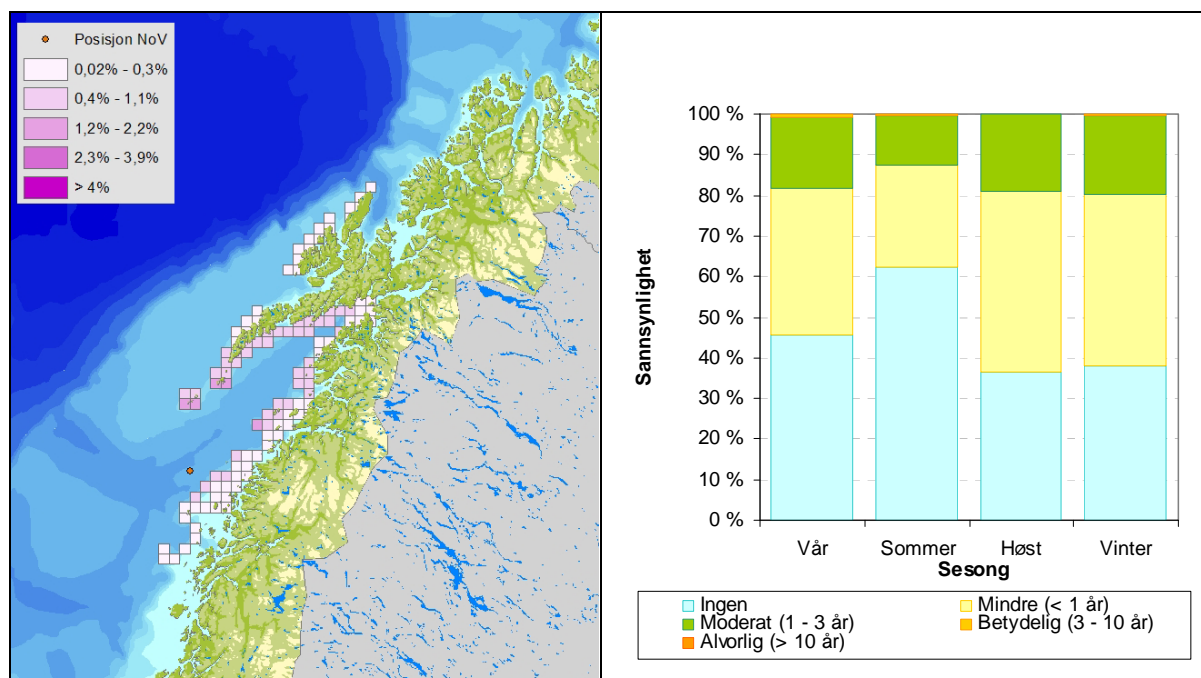 Posisjon NoV
0,02% - 0,3%
0,4% - 1,1%
1,2% - 2,2%
2,3% - 3,9%
> 4%
100 %
90 %
80 %
70 %
60 %
50 %
40 %
30 %
20 %
10 %
0 %
Sannsynlighet
Vår Sommer Høst Vinter
Sesong
Ingen Mindre (< 1 år)
Moderat (1 - 3 år) Betydelig (3 - 10 år)
Alvorlig (> 10 år)